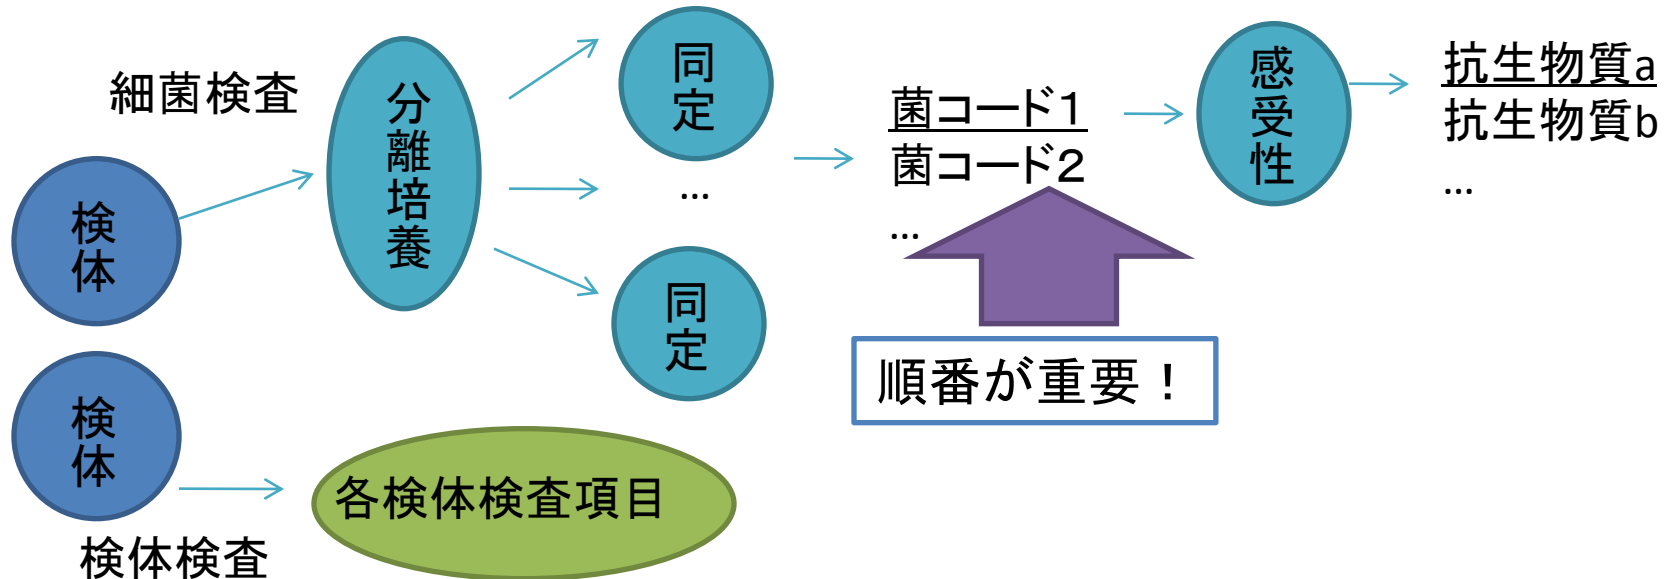 細菌検査
検体
分離培養
同定
…
同定
菌コード１
菌コード２
…
順番が重要！
感受性
抗生物質a
抗生物質b
…
検体
各検体検査項目
検体検査